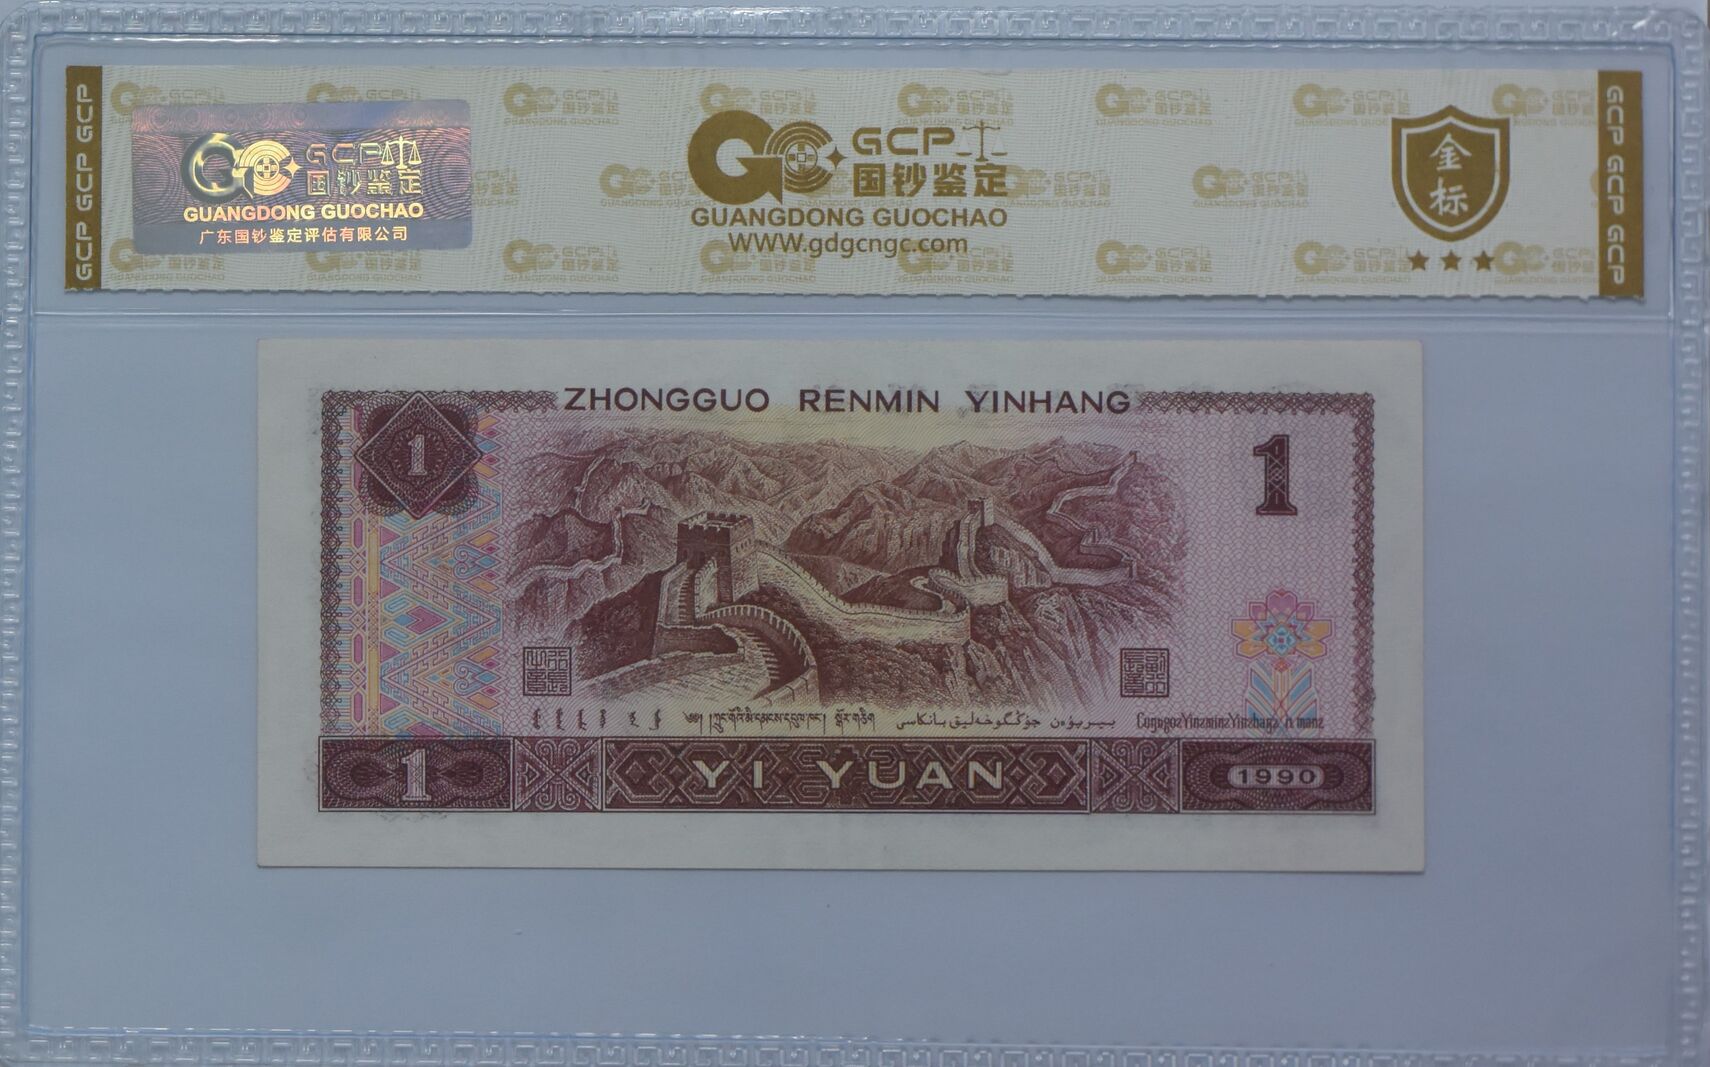 GCP GCP GCP
GCP
国钞鉴定
GUANGDONG GUOCHAO
广东国钞鉴定评估有限公司
GCP
国钞鉴定
GUANGDONG GUOCHAO
WWW.gdgcngc.com
金
标
GCP GCP GCP
ZHONGGUO RENMIN YINHANG
1
1
1
YI YUAN
1990